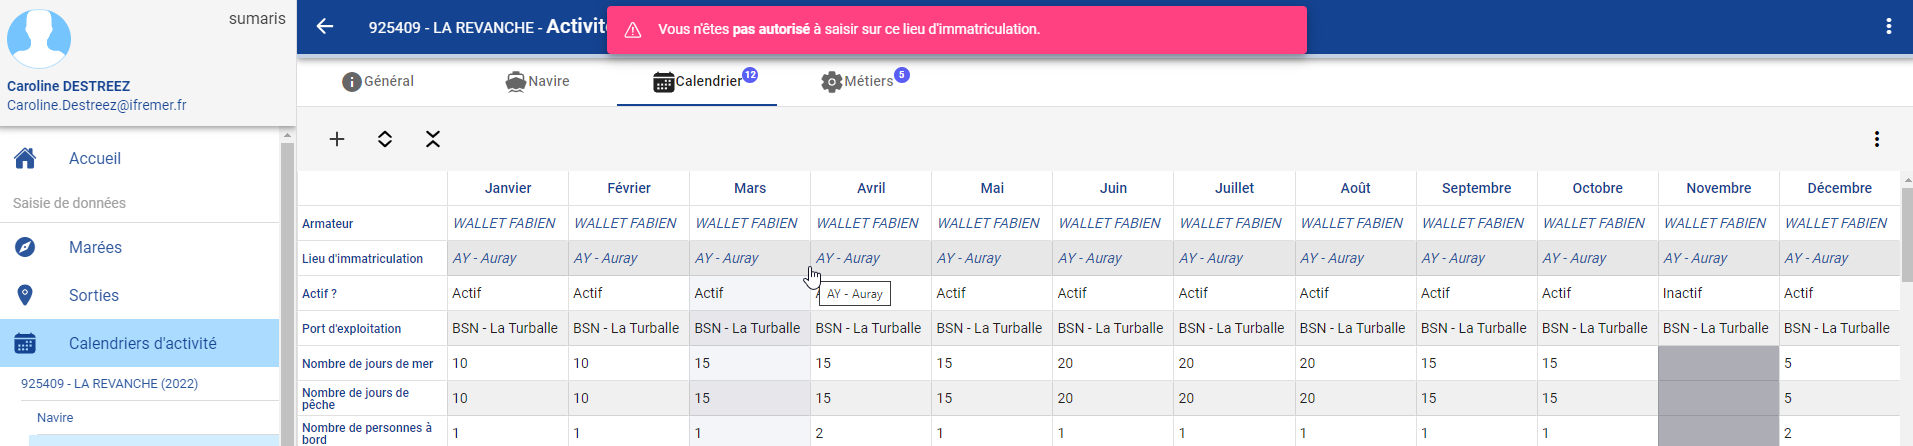 sumaris
Caroline DESTREEZ
Caroline.Destreez@ifremer.fr
Accueil
Saisie de données
Marées
Sorties
Calendriers d'activité
925409 - LA REVANCHE (2022)
Navire
925409 - LA REVANCHE - Activit
Vous n'êtes pas autorisé à saisir sur ce lieu d'immatriculation.
Général Navire Calendrier 12 Métiers 5
Janvier Février Mars Avril Mai Juin Juillet Août Septembre Octobre Novembre Décembre
Armateur WALLET FABIEN WALLET FABIEN WALLET FABIEN WALLET FABIEN WALLET FABIEN WALLET FABIEN WALLET FABIEN WALLET FABIEN WALLET FABIEN WALLET FABIEN WALLET FABIEN WALLET FABIEN
Lieu d'immatriculation AY - Auray AY - Auray AY - Auray AY - Auray AY - Auray AY - Auray AY - Auray AY - Auray AY - Auray AY - Auray AY - Auray AY - Auray
Actif ? Actif Actif Actif Actif Actif Actif Actif Actif Actif Inactif Actif
AY - Auray
Port d'exploitation BSN - La Turballe BSN - La Turballe BSN - La Turballe BSN - La Turballe BSN - La Turballe BSN - La Turballe BSN - La Turballe BSN - La Turballe BSN - La Turballe BSN - La Turballe BSN - La Turballe BSN - La Turballe
Nombre de jours de mer 10 10 15 15 15 20 20 20 15 15 5
Nombre de jours de
pêche 10 10 15 15 15 20 20 20 15 15 5
Nombre de personnes à
bord 1 1 1 2 1 1 1 1 1 1 2